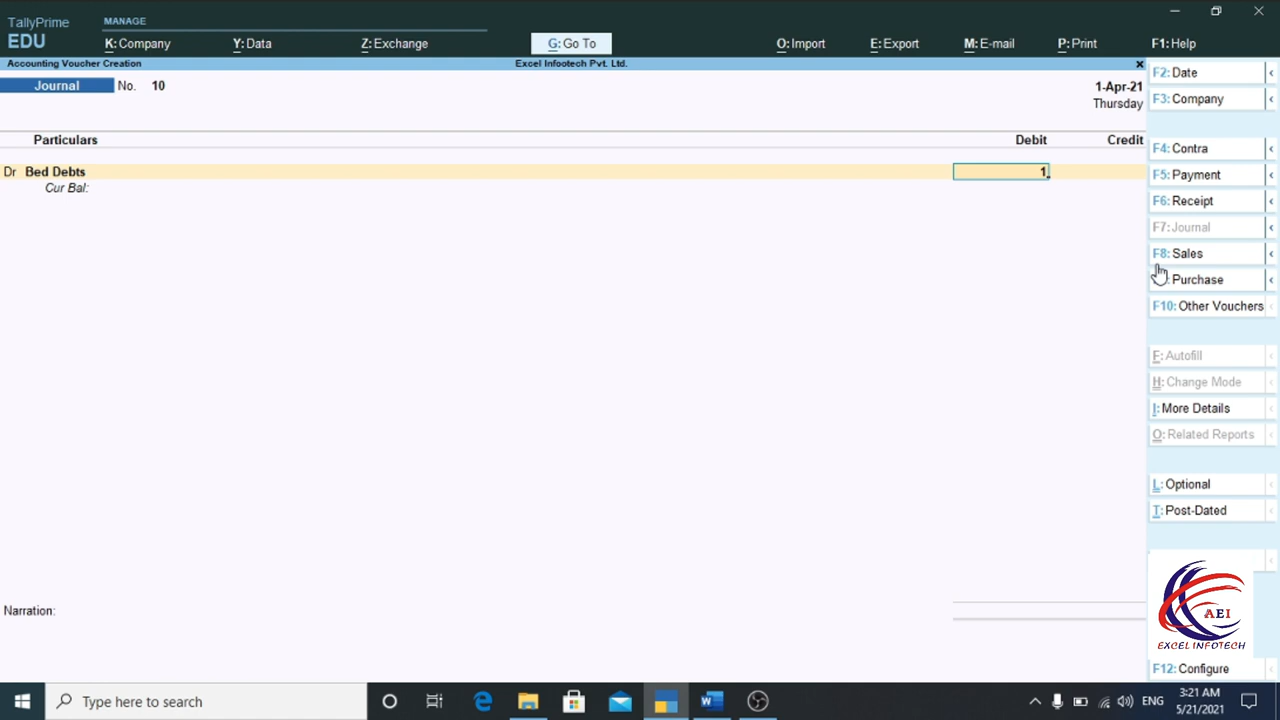 TallyPrime
EDU
MANAGE
K: Company
Y: Data
Z: Exchange
G: Go To
O: Import
E: Export
M: E-mail
P: Print
F1: Help
Accounting Voucher Creation
Excel Infotech Pvt. Ltd.
Journal No. 10
1-Apr-21
Thursday
Particulars
Debit
Credit
Dr Bed Debts
1
Cur Bal:
Narration:
F2: Date
F3: Company
F4: Contra
F5: Payment
F6: Receipt
F7: Journal
F8: Sales
: Purchase
F10: Other Vouchers
F: Autofill
H: Change Mode
I: More Details
O: Related Reports
L: Optional
T: Post-Dated
AEI
EXCEL INFOTECH
F12: Configure
Type here to search
ENG
3:21 AM
5/21/2021